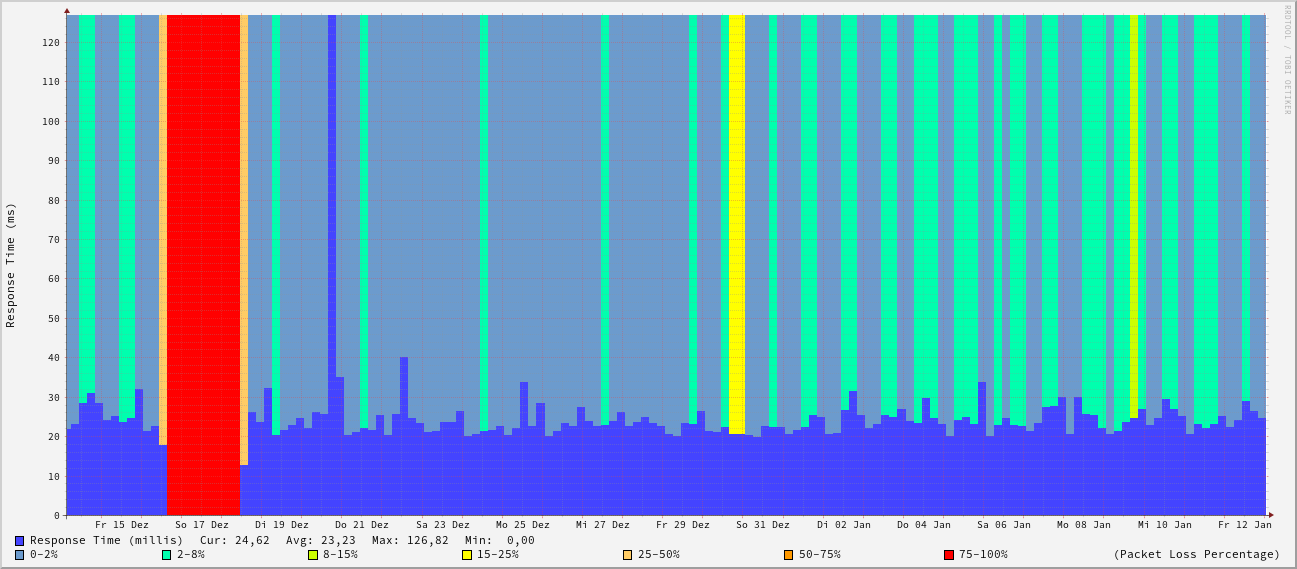 RRDTOOL / TOBI OETIKER
Response Time (ms)
120
110
100
90
80
70
60
50
40
30
20
10
0
Fr 15 Dez So 17 Dez Di 19 Dez Do 21 Dez Sa 23 Dez Mo 25 Dez Mi 27 Dez Fr 29 Dez So 31 Dez Di 02 Jan Do 04 Jan Sa 06 Jan Mo 08 Jan Mi 10 Jan Fr 12 Jan
Response Time (millis) Cur: 24,62 Avg: 23,23 Max: 126,82 Min: 0,00
0-2% 2-8% 8-15% 15-25% 25-50% 50-75% 75-100% (Packet Loss Percentage)